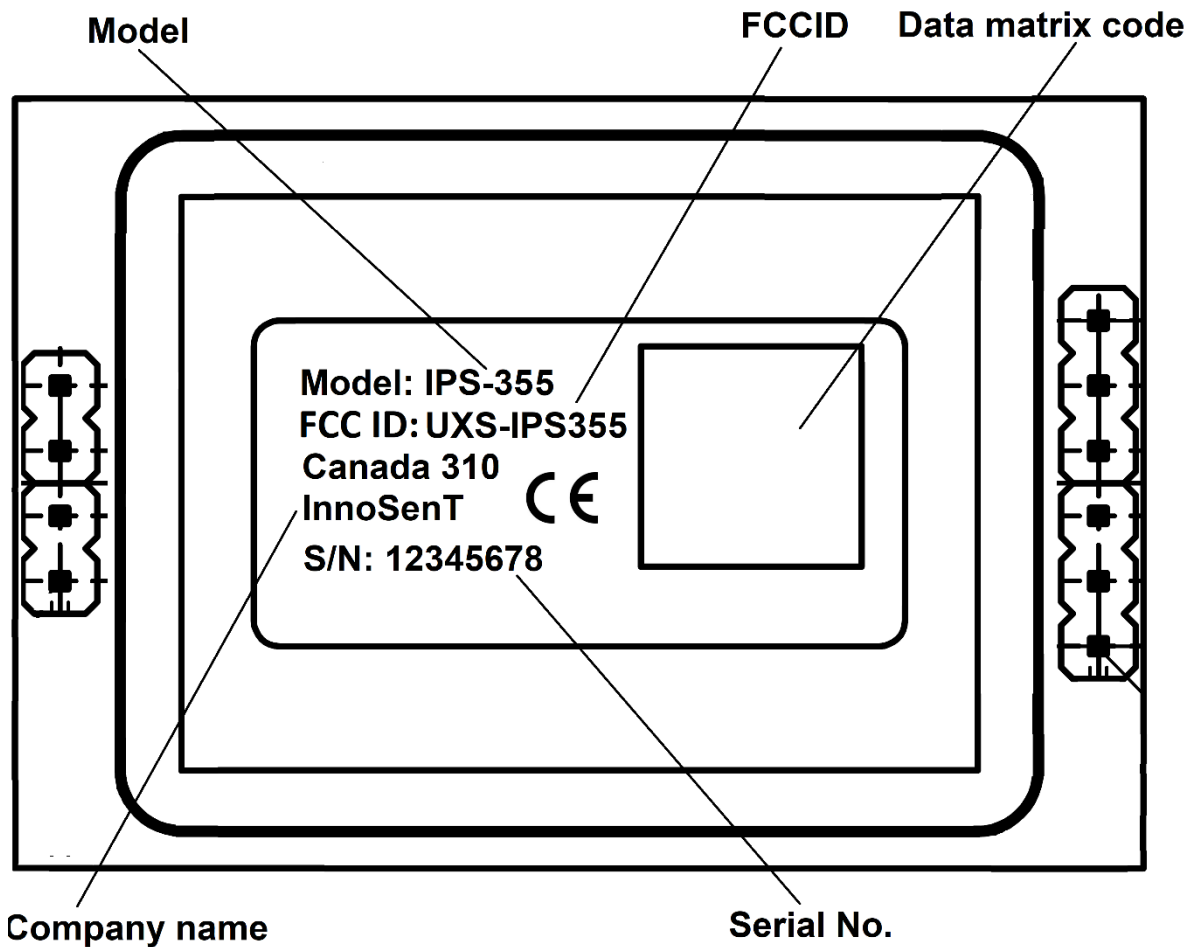 Model
FCCID
Data matrix code
Model: IPS-355
FCC ID: UXS-IPS355
Canada 310
InnoSenT
CE
S/N: 12345678
Company name
Serial No.